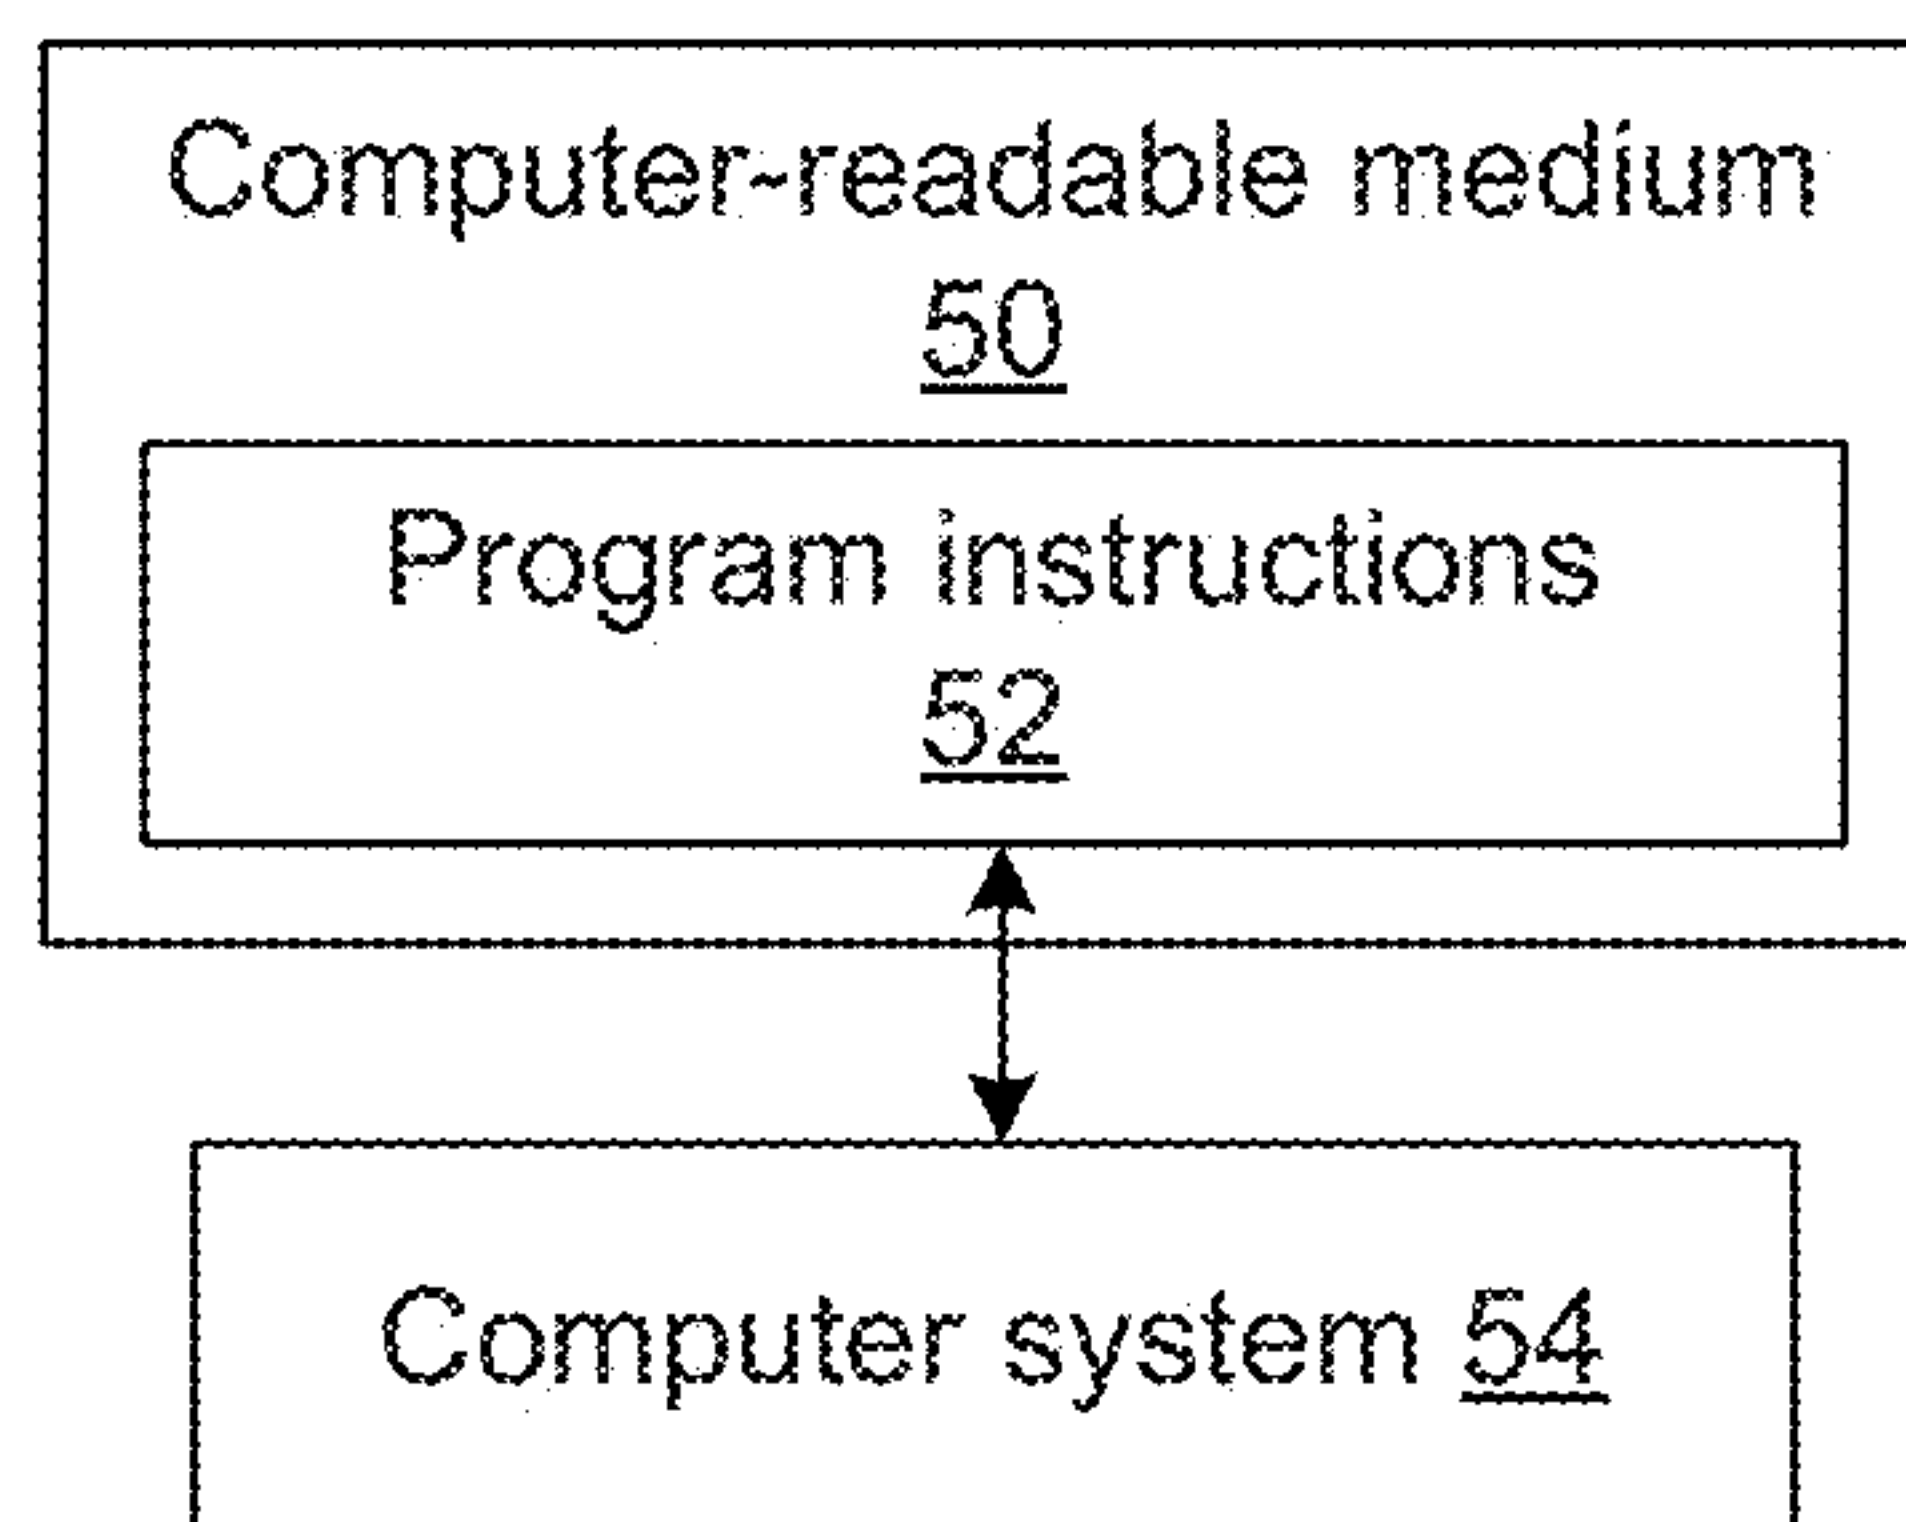 Computer-readable medium
50
Program instructions
52
Computer system 54